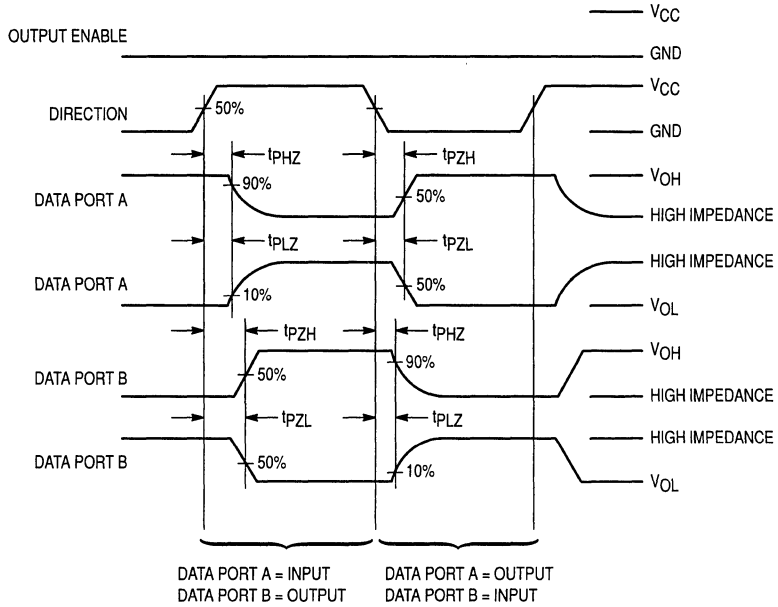 VCC
OUTPUT ENABLE
GND
VCC
50%
DIRECTION
GND
tPHZ
tPZH
VOH
90%
50%
DATA PORT A
HIGH IMPEDANCE
tPLZ
tPZL
HIGH IMPEDANCE
DATA PORT A
50%
10%
VOL
tPZH
tPHZ
VOH
90%
DATA PORT B
50%
HIGH IMPEDANCE
tPZL
tPLZ
HIGH IMPEDANCE
DATA PORT B
50%
10%
VOL
DATA PORT A = INPUT
DATA PORT B = OUTPUT
DATA PORT A = OUTPUT
DATA PORT B = INPUT